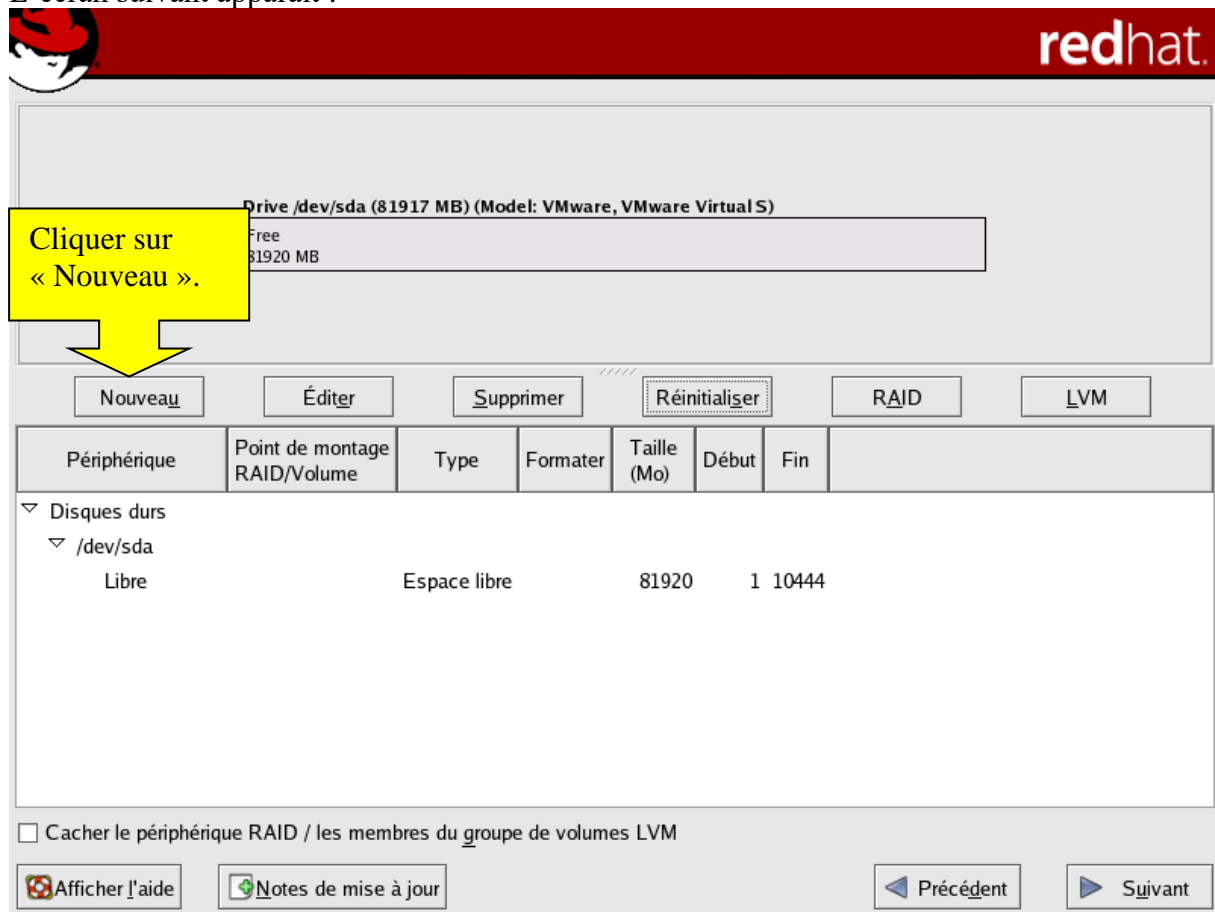 L'écran suivant apparaît :
redhat.
Drive /dev/sda (81917 MB) (Model: VMware, VMware Virtual S)
Free
81920 MB
Cliquer sur
« Nouveau ».
Nouveau
Éditer
Supprimer
Réinitialiser
RAID
LVM
Périphérique
Point de montage
RAID/Volume
Type
Formater
Taille
(Mo)
Début
Fin
Disques durs
/dev/sda
Libre Espace libre 81920 1 10444
Cacher le périphérique RAID / les membres du groupe de volumes LVM
Afficher l'aide
Notes de mise à jour
Précédent
Suivant